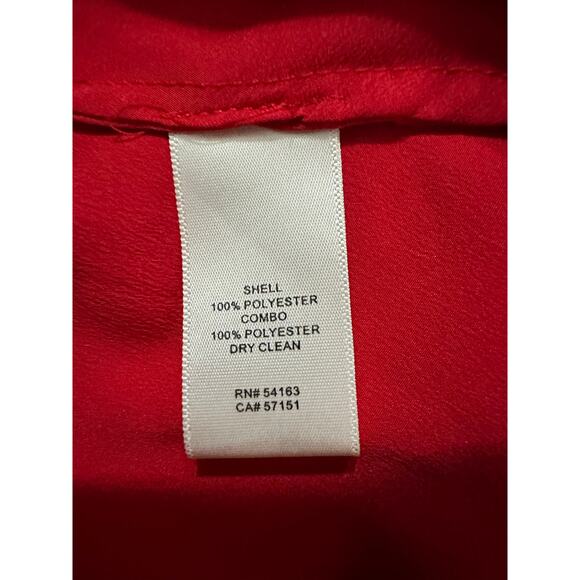 SHELL
100% POLYESTER
COMBO
100% POLYESTER
DRY CLEAN
RN# 54163
CA# 57151